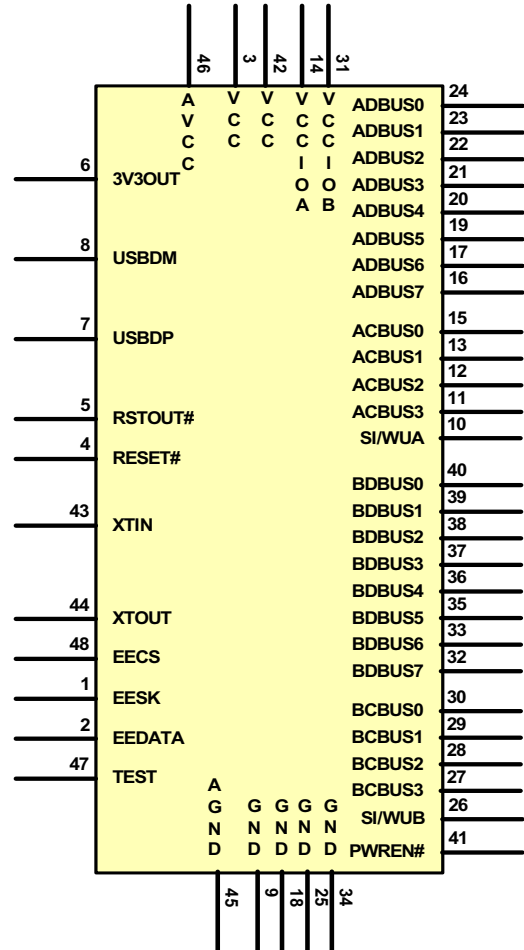 46 3 42 14 31
AVCC VCC VCC VCCIOA VCCIOB
6 3V3OUT
8 USBDM
7 USBDP
5 RSTOUT#
4 RESET#
43 XTIN
44 XTOUT
48 EECS
1 EESK
2 EEDATA
47 TEST
ADBUS0 24
ADBUS1 23
ADBUS2 22
ADBUS3 21
ADBUS4 20
ADBUS5 19
ADBUS6 17
ADBUS7 16
ACBUS0 15
ACBUS1 13
ACBUS2 12
ACBUS3 11
SI/WUA 10
BDBUS0 40
BDBUS1 39
BDBUS2 38
BDBUS3 37
BDBUS4 36
BDBUS5 35
BDBUS6 33
BDBUS7 32
BCBUS0 30
BCBUS1 29
BCBUS2 28
BCBUS3 27
SI/WUB 26
PWREN# 41
AGND GND GND GND GND
45 9 18 25 34